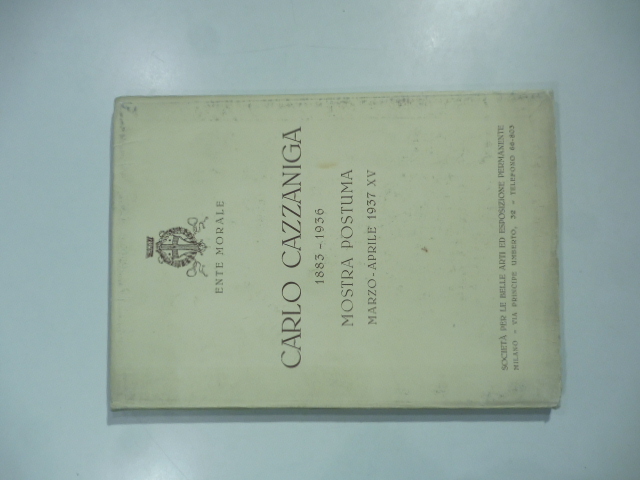 ENTE MORALE
CARLO CAZZANIGA
1883-1936
MOSTRA POSTUMA
MARZO-APRILE 1937 XV
SOCIETÀ PER LE BELLE ARTI ED ESPOSIZIONE PERMANENTE
MILANO - VIA PRINCIPE UMBERTO, 32 - TELEFONO 66-803